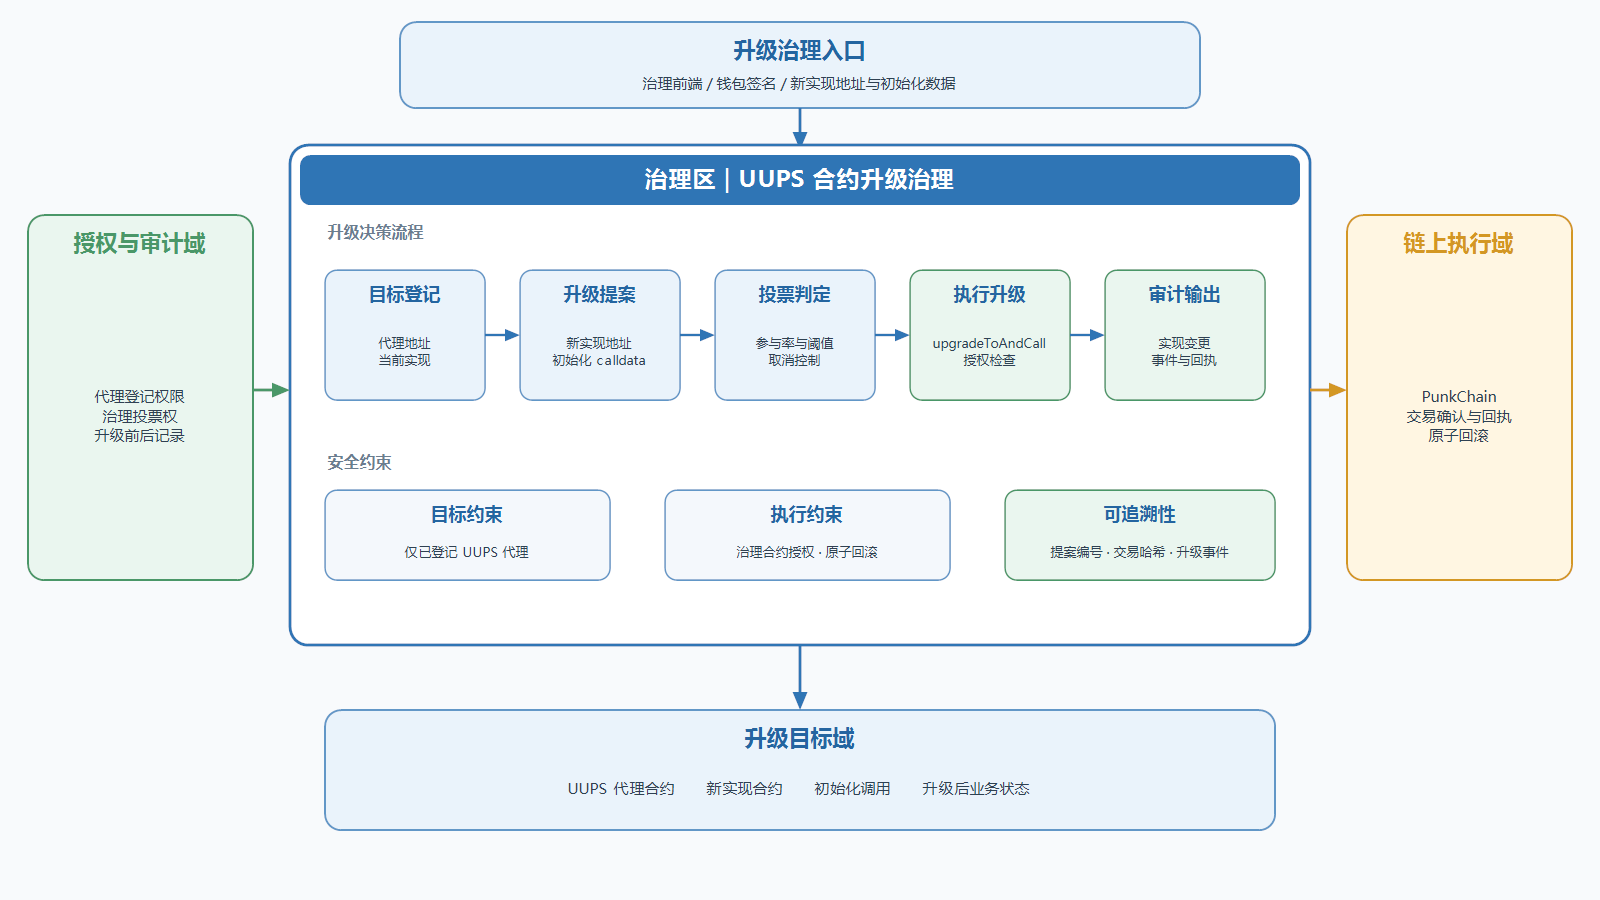 升级治理入口
治理前端 / 钱包签名 / 新实现地址与初始化数据
治理区 | UUPS 合约升级治理
授权与审计域
代理登记权限
治理投票权
升级前后记录
升级决策流程
目标登记
代理地址
当前实现
升级提案
新实现地址
初始化 calldata
投票判定
参与率与阈值
取消控制
执行升级
upgradeToAndCall
授权检查
审计输出
实现变更
事件与回执
安全约束
目标约束
仅已登记 UUPS 代理
执行约束
治理合约授权 · 原子回滚
可追溯性
提案编号 · 交易哈希 · 升级事件
链上执行域
PunkChain
交易确认与回执
原子回滚
升级目标域
UUPS 代理合约 新实现合约 初始化调用 升级后业务状态